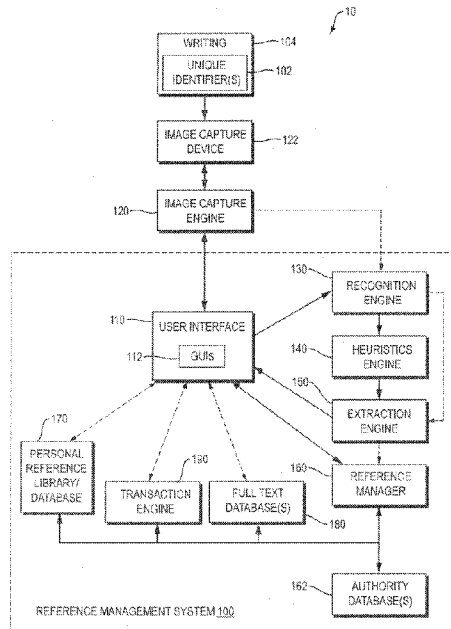 10
WRITING
104
UNIQUE
IDENTIFIER(S)
102
IMAGE CAPTURE
DEVICE
122
120
IMAGE CAPTURE
ENGINE
130
RECOGNITION
ENGINE
110
USER INTERFACE
112
GUIs
140
HEURISTICS
ENGINE
150
EXTRACTION
ENGINE
170
PERSONAL
REFERENCE
LIBRARY/
DATABASE
190
TRANSACTION
ENGINE
FULL TEXT
DATABASE(S)
180
160
REFERENCE
MANAGER
162
AUTHORITY
DATABASE(S)
REFERENCE MANAGEMENT SYSTEM 100